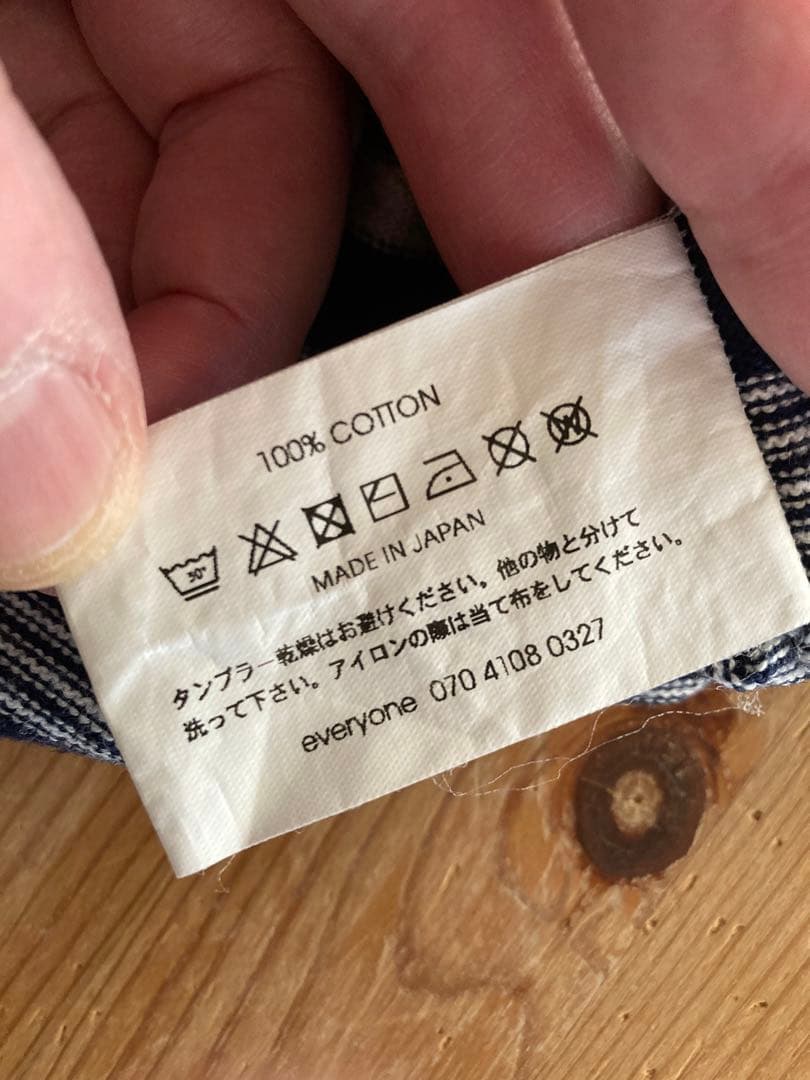 100% COTTON
30°
W
MADE IN JAPAN
タンブラー乾燥はお避けください。他の物と分けて
洗って下さい。アイロンの際は当て布をしてください。
everyone 070 4108 0327